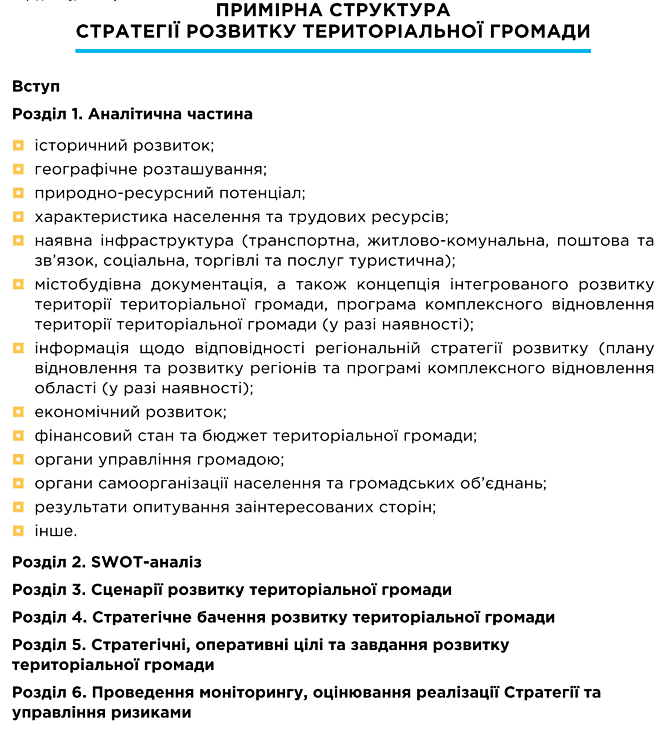 ПРИМІРНА СТРУКТУРА
СТРАТЕГІЇ РОЗВИТКУ ТЕРИТОРІАЛЬНОЇ ГРОМАДИ
Вступ
Розділ 1. Аналітична частина
історичний розвиток;
географічне розташування;
природно-ресурсний потенціал;
характеристика населення та трудових ресурсів;
наявна інфраструктура (транспортна, житлово-комунальна, поштова та
зв’язок, соціальна, торгівлі та послуг туристична);
містобудівна документація, а також концепція інтегрованого розвитку
території територіальної громади, програма комплексного відновлення
території територіальної громади (у разі наявності);
інформація щодо відповідності регіональній стратегії розвитку (плану
відновлення та розвитку регіонів та програмі комплексного відновлення
області (у разі наявності);
економічний розвиток;
фінансовий стан та бюджет територіальної громади;
органи управління громадою;
органи самоорганізації населення та громадських об’єднань;
результати опитування заінтересованих сторін;
інше.
Розділ 2. SWOT-аналіз
Розділ 3. Сценарії розвитку територіальної громади
Розділ 4. Стратегічне бачення розвитку територіальної громади
Розділ 5. Стратегічні, оперативні цілі та завдання розвитку
територіальної громади
Розділ 6. Проведення моніторингу, оцінювання реалізації Стратегії та
управління ризиками